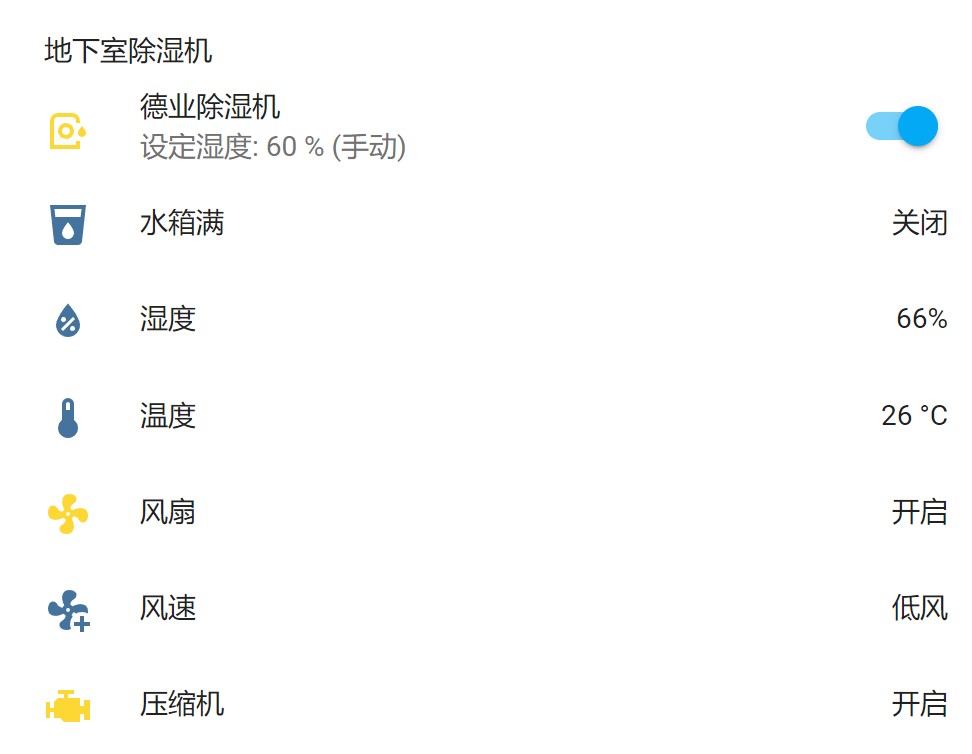 地下室除湿机
德业除湿机
设定湿度: 60 % (手动)
水箱满 关闭
湿度 66%
温度 26 °C
风扇 开启
风速 低风
压缩机 开启